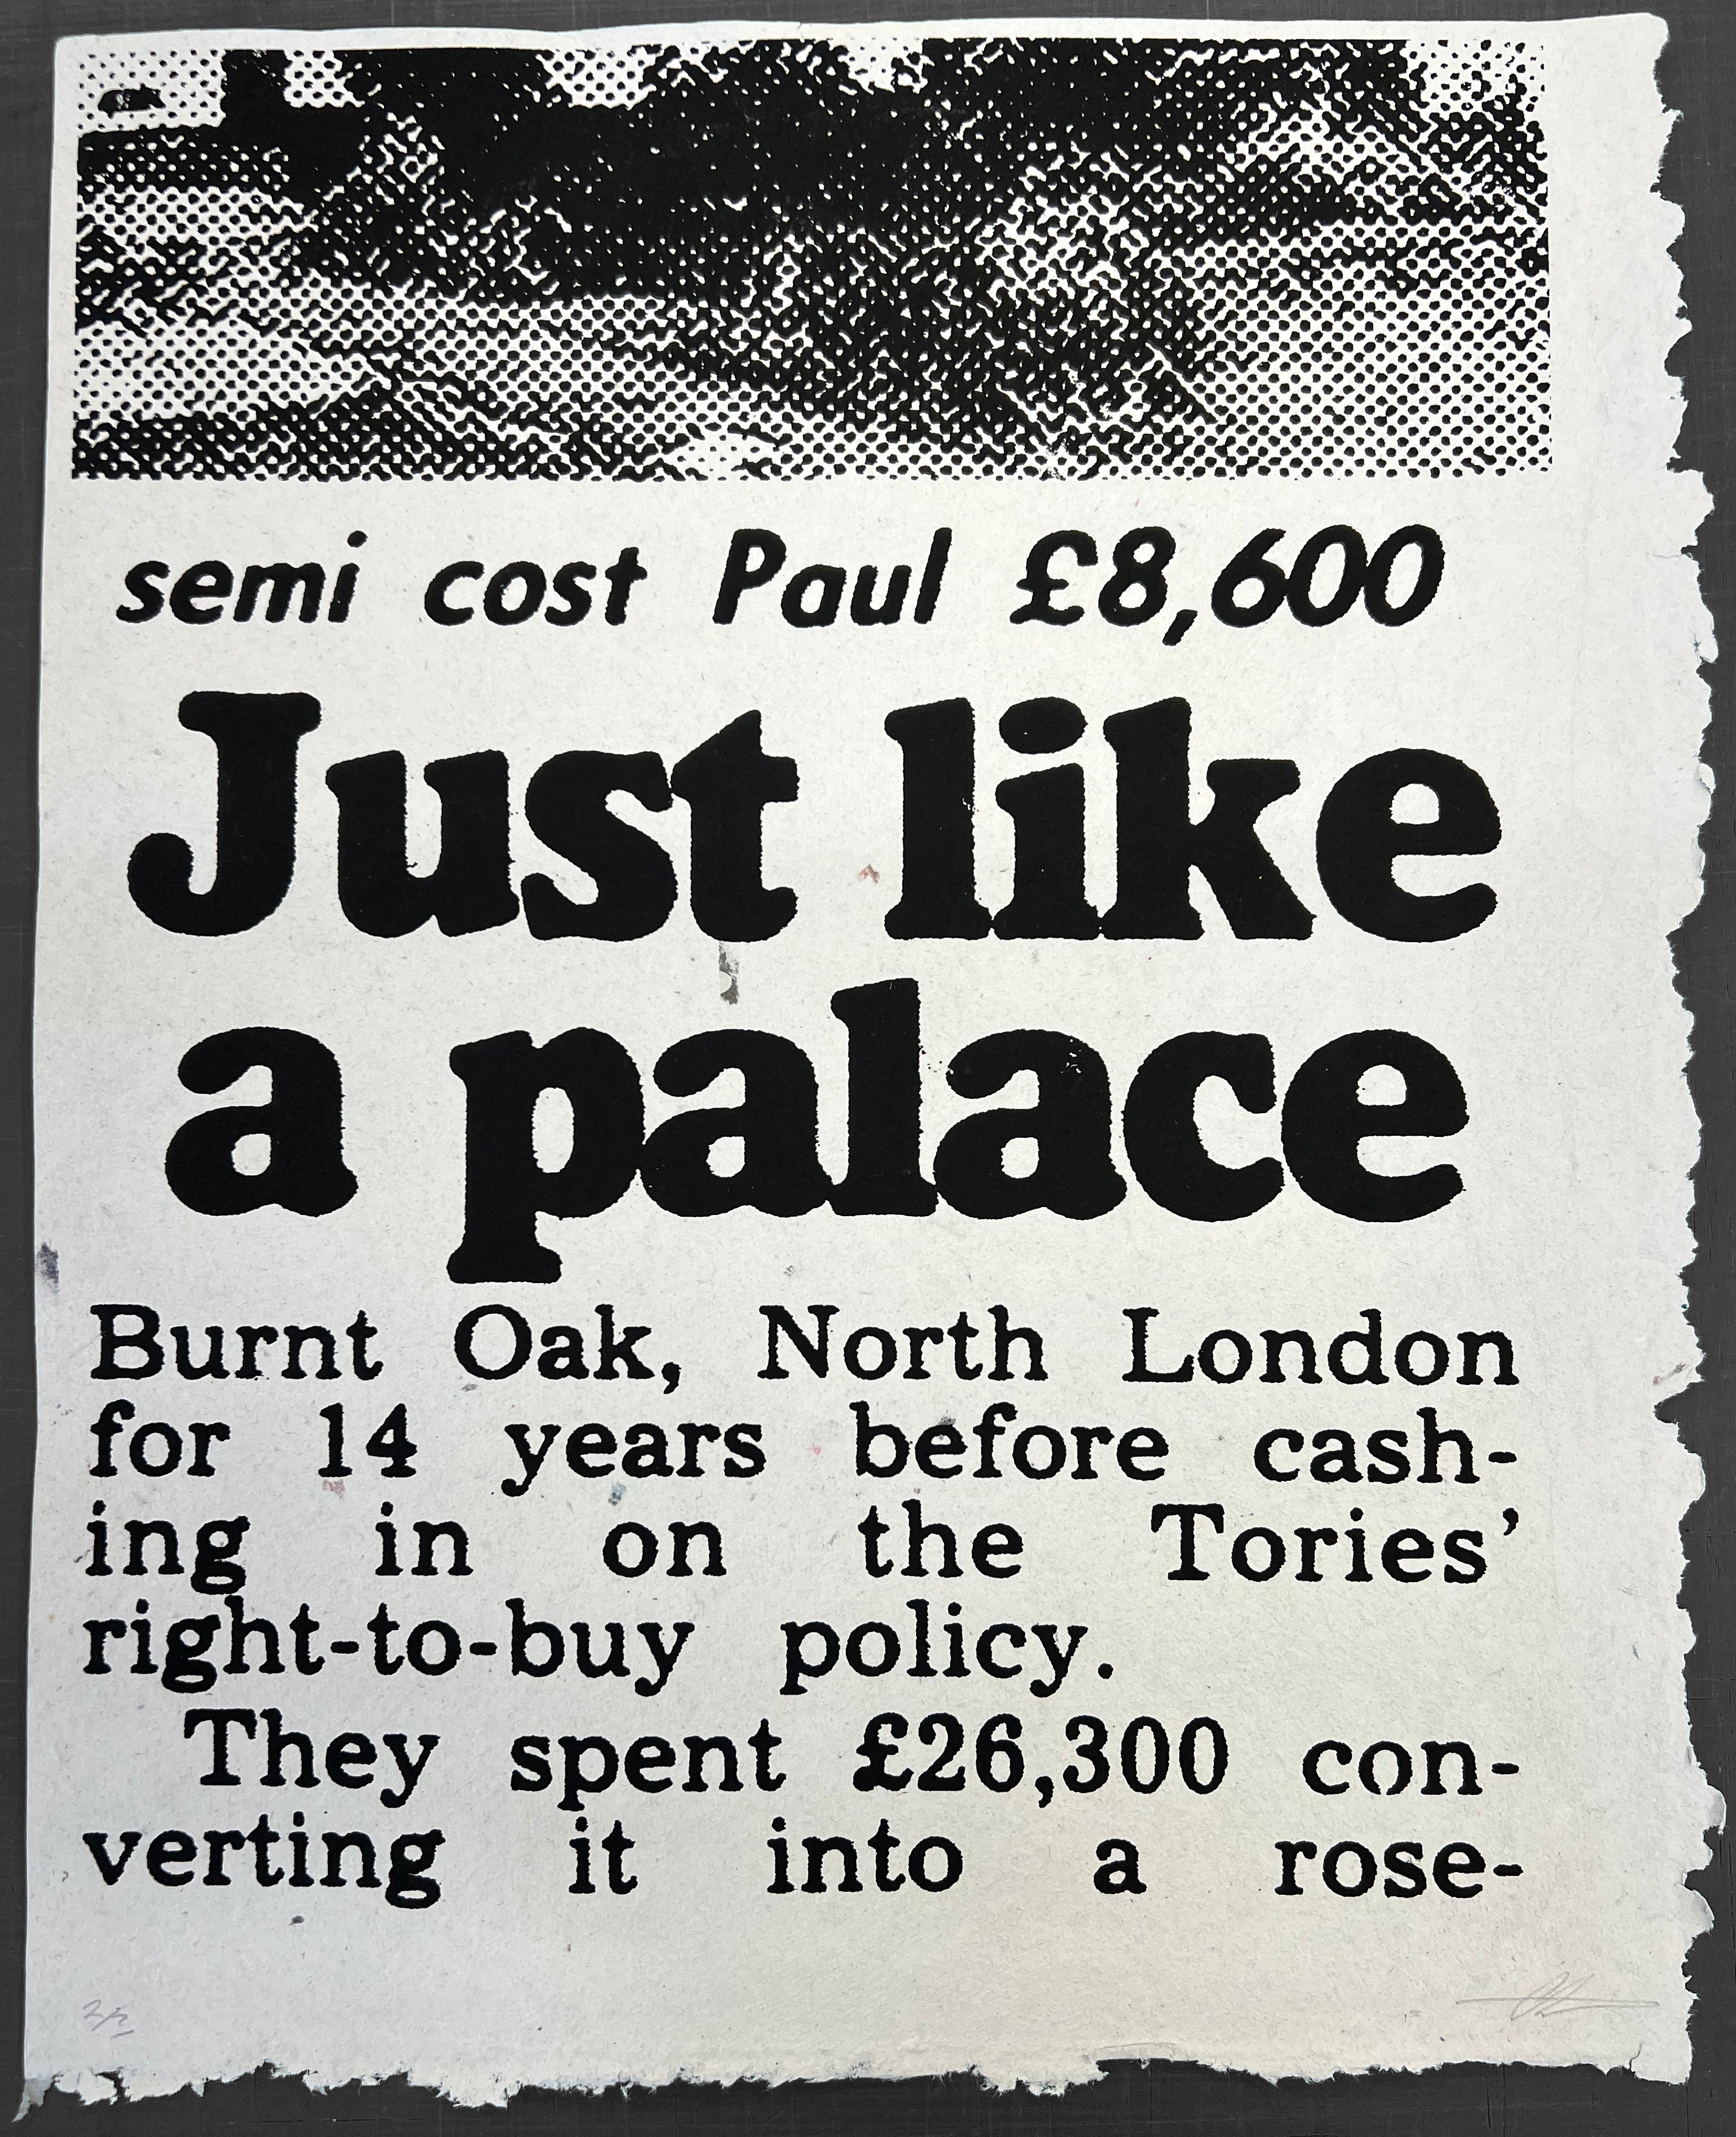 semi cost Paul £8,600
Just like
a palace
Burnt Oak, North London
for 14 years before cash-
ing in on the Tories'
right-to-buy policy.
They spent £26,300 con-
verting it into a rose-